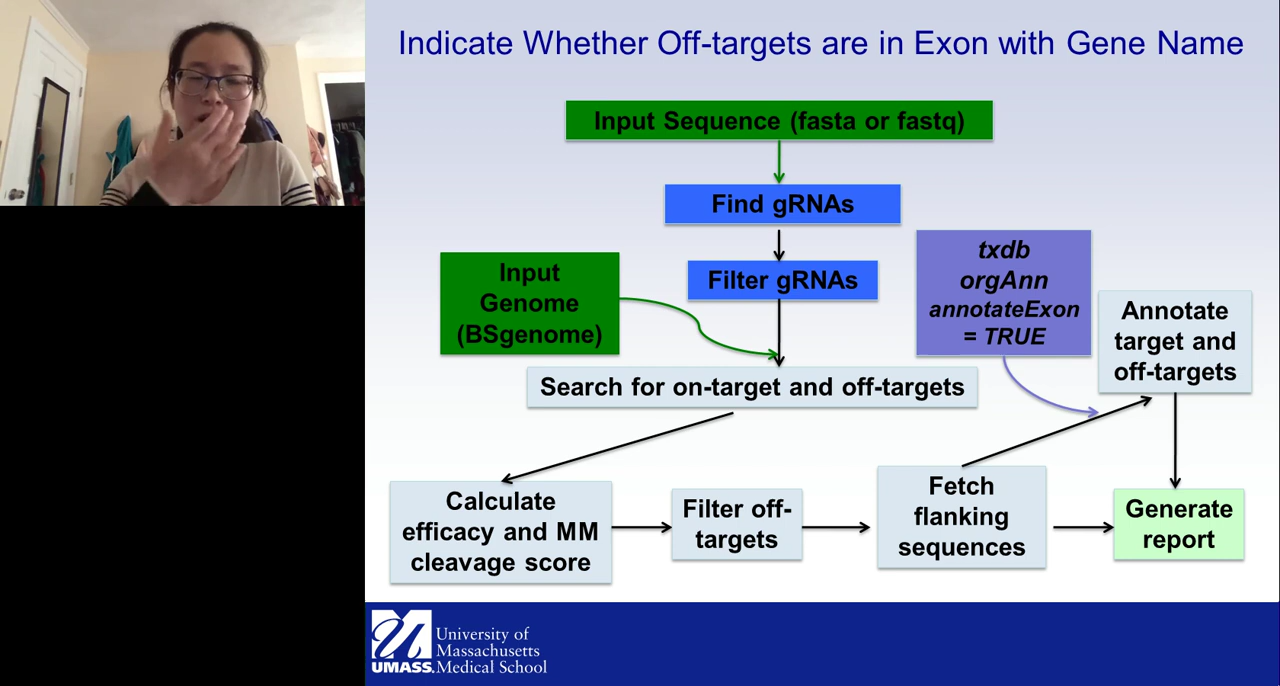 Indicate Whether Off-targets are in Exon with Gene Name
Input Sequence (fasta or fastq)
Find gRNAs
Filter gRNAs
Input
Genome
(BSgenome)
txdb
orgAnn
annotateExon
= TRUE
Annotate
target and
off-targets
Search for on-target and off-targets
Calculate
efficacy and MM
cleavage score
Filter off-
targets
Fetch
flanking
sequences
Generate
report
UMASS.
University of
Massachusetts
Medical School